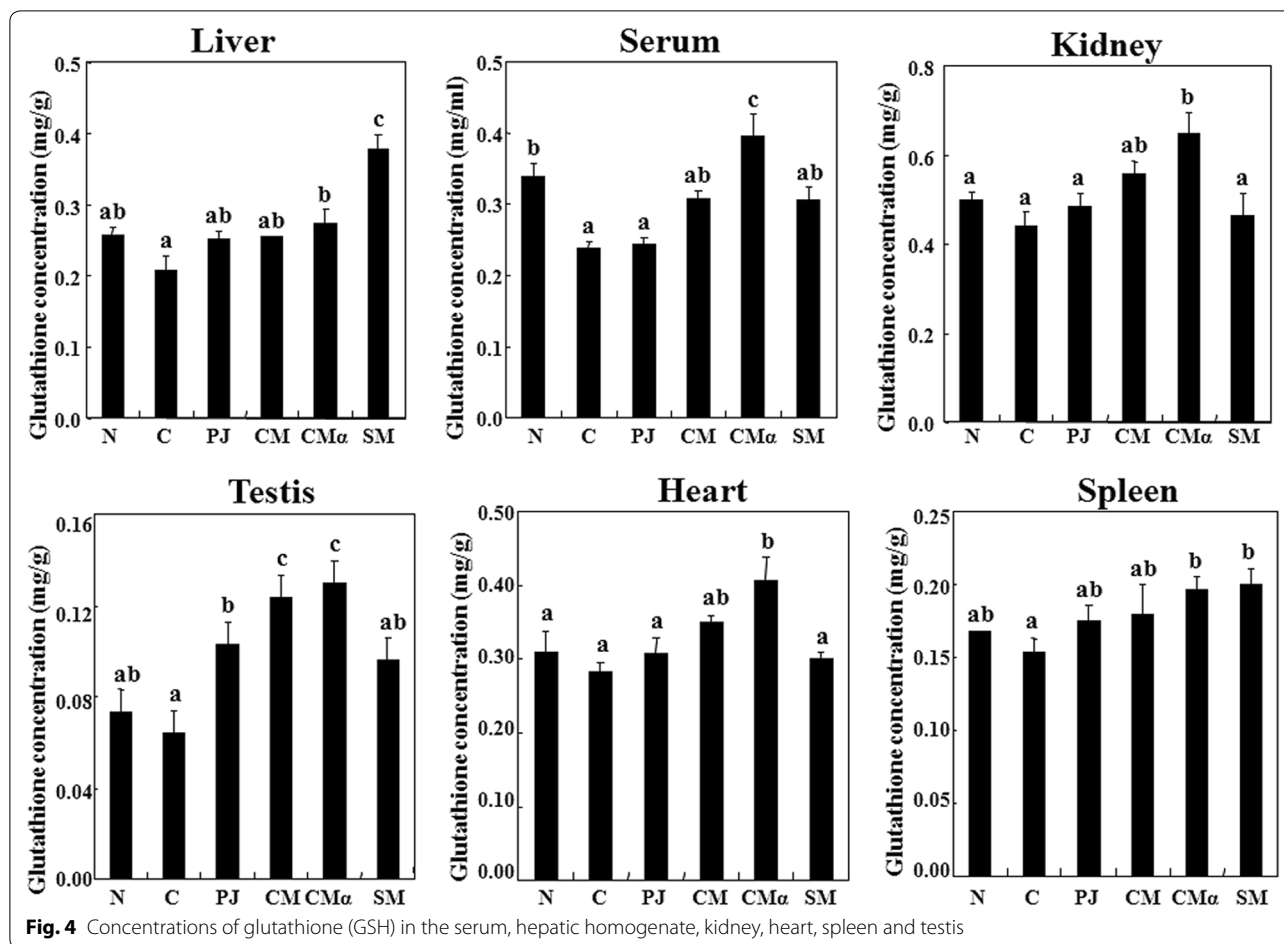 Liver
Glutathione concentration (mg/g)
0.5
0.4
0.3
0.2
0.1
0.0
ab
a
ab
ab
b
c
N C PJ CM CMα SM
Serum
Glutathione concentration (mg/ml)
0.5
0.4
0.3
0.2
0.1
0.0
b
a
a
ab
c
ab
N C PJ CM CMα SM
Kidney
Glutathione concentration (mg/g)
0.8
0.6
0.4
0.2
0.0
a
a
a
ab
b
a
N C PJ CM CMα SM
Testis
Glutathione concentration (mg/g)
0.16
0.12
0.08
0.04
0.00
ab
a
b
c
c
ab
N C PJ CM CMα SM
Heart
Glutathione concentration (mg/g)
0.50
0.40
0.30
0.20
0.10
0.00
a
a
a
ab
b
a
N C PJ CM CMα SM
Spleen
Glutathione concentration (mg/g)
0.25
0.20
0.15
0.10
0.05
0.00
ab
a
ab
ab
b
b
N C PJ CM CMα SM
Fig. 4 Concentrations of glutathione (GSH) in the serum, hepatic homogenate, kidney, heart, spleen and testis